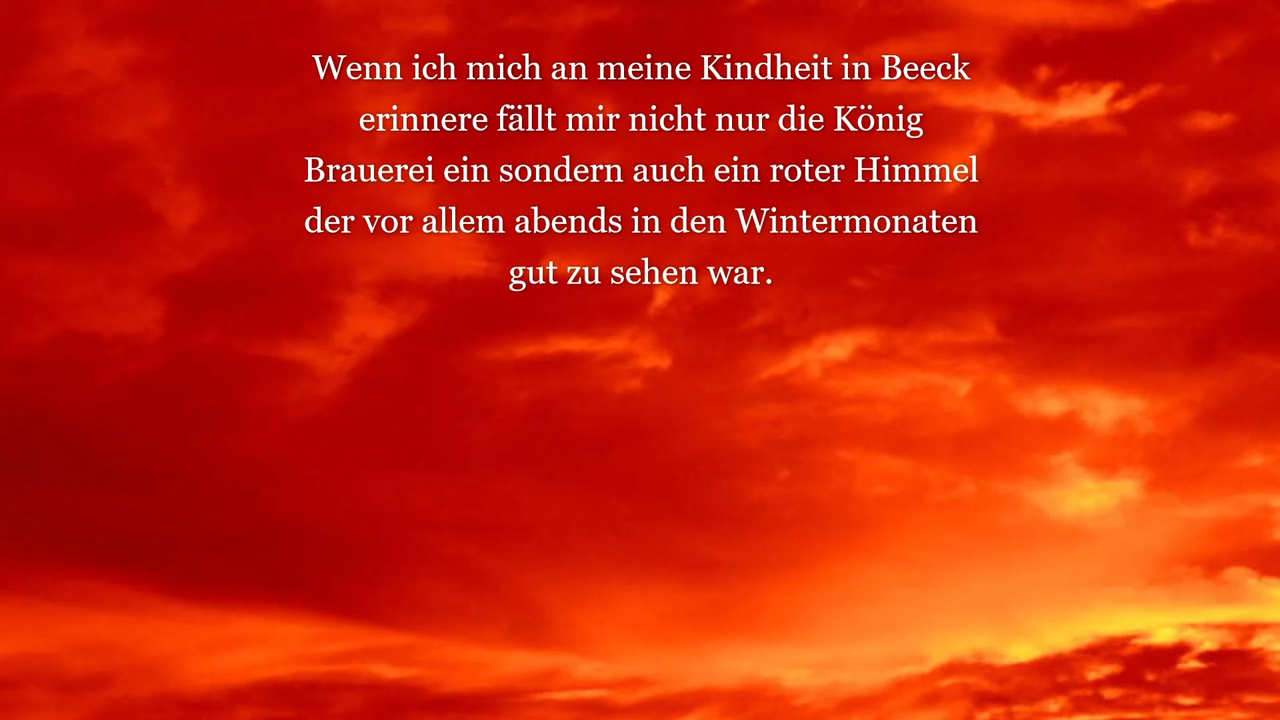 Wenn ich mich an meine Kindheit in Beeck
erinnere fällt mir nicht nur die König
Brauerei ein sondern auch ein roter Himmel
der vor allem abends in den Wintermonaten
gut zu sehen war.